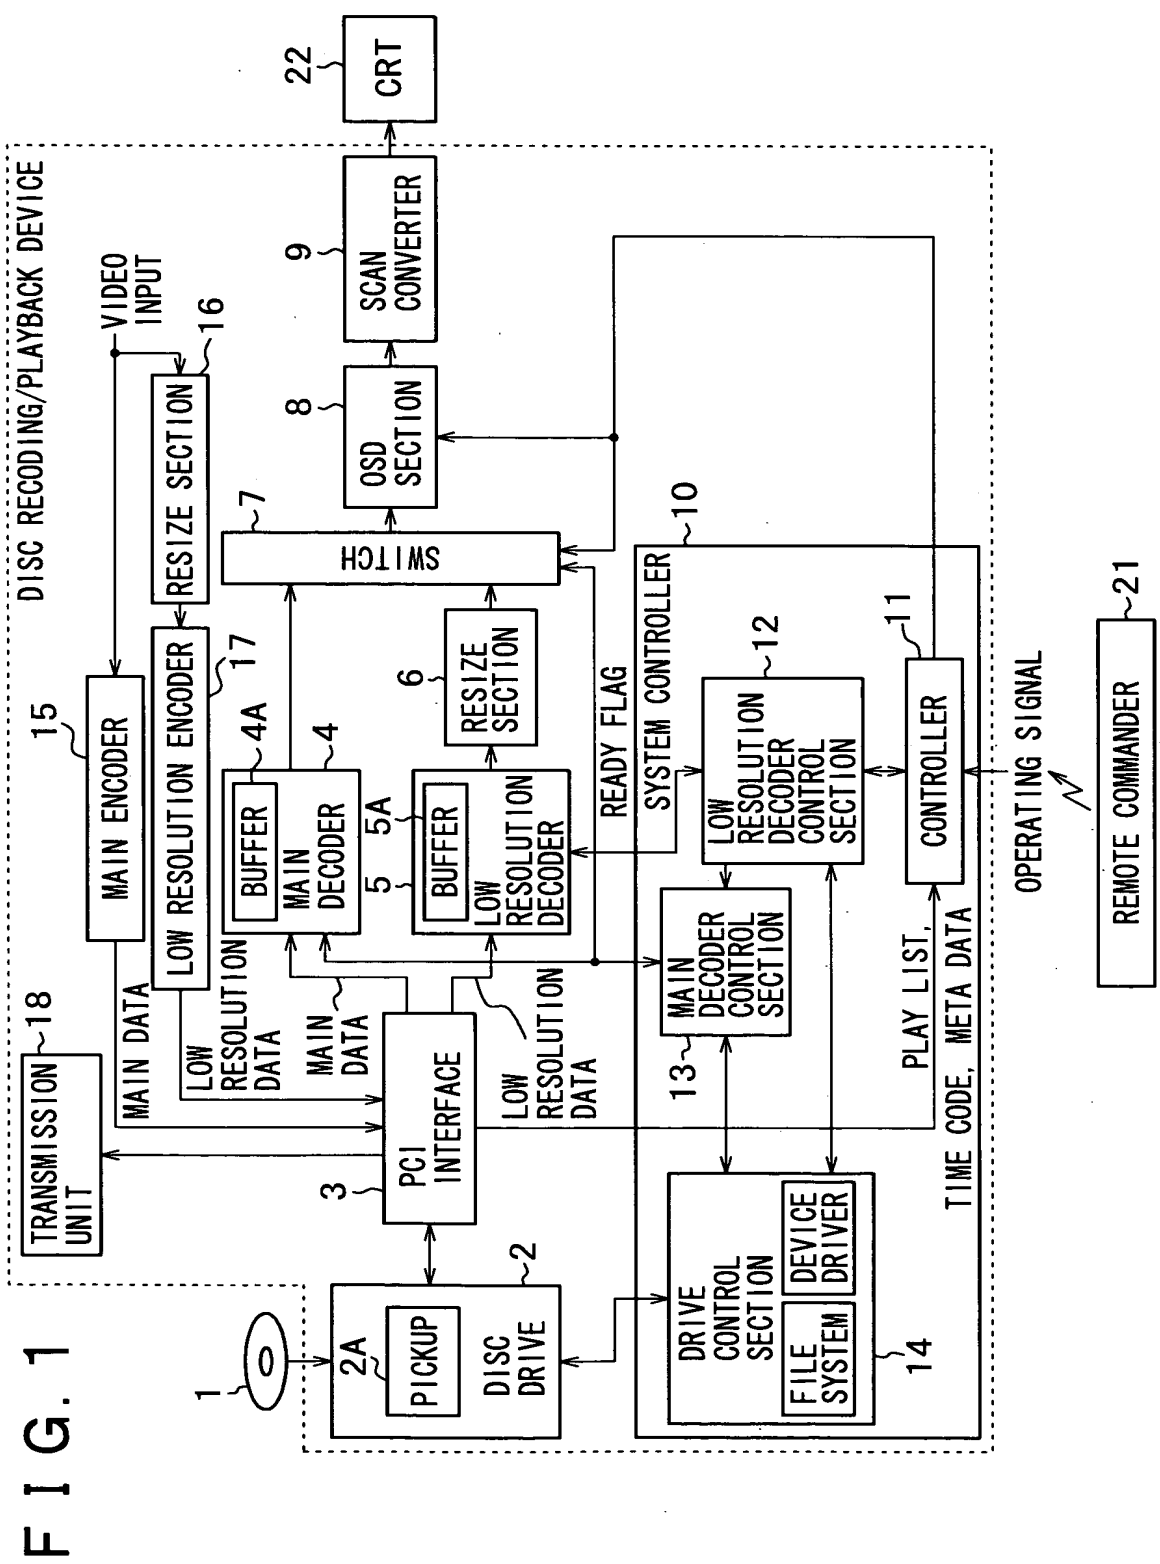 FIG. 1
DISC RECODING/PLAYBACK DEVICE
18
TRANSMISSION
UNIT
15
MAIN ENCODER
VIDEO
INPUT
MAIN DATA
LOW RESOLUTION ENCODER
17
RESIZE SECTION
16
LOW
RESOLUTION
DATA
1
2A
PICKUP
DISC
DRIVE
2
3
PCI
INTERFACE
MAIN
DATA
LOW
RESOLUTION
DATA
BUFFER
4A
MAIN
DECODER
4
5
BUFFER
5A
LOW
RESOLUTION
DECODER
6
RESIZE
SECTION
7
SWITCH
8
OSD
SECTION
9
SCAN
CONVERTER
22
CRT
READY FLAG
SYSTEM CONTROLLER
10
DRIVE
CONTROL
SECTION
FILE
SYSTEM
DEVICE
DRIVER
14
13
MAIN
DECODER
CONTROL
SECTION
LOW
RESOLUTION
DECODER
CONTROL
SECTION
12
PLAY LIST,
TIME CODE, META DATA
CONTROLLER
11
OPERATING SIGNAL
REMOTE COMMANDER
21